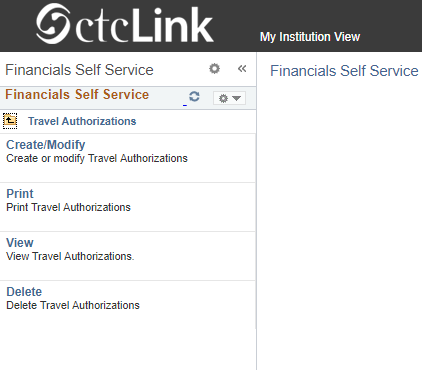 ctcLink
My Institution View
Financials Self Service
Financials Self Service
Financials Self Service
Travel Authorizations
Create/Modify
Create or modify Travel Authorizations
Print
Print Travel Authorizations
View
View Travel Authorizations.
Delete
Delete Travel Authorizations